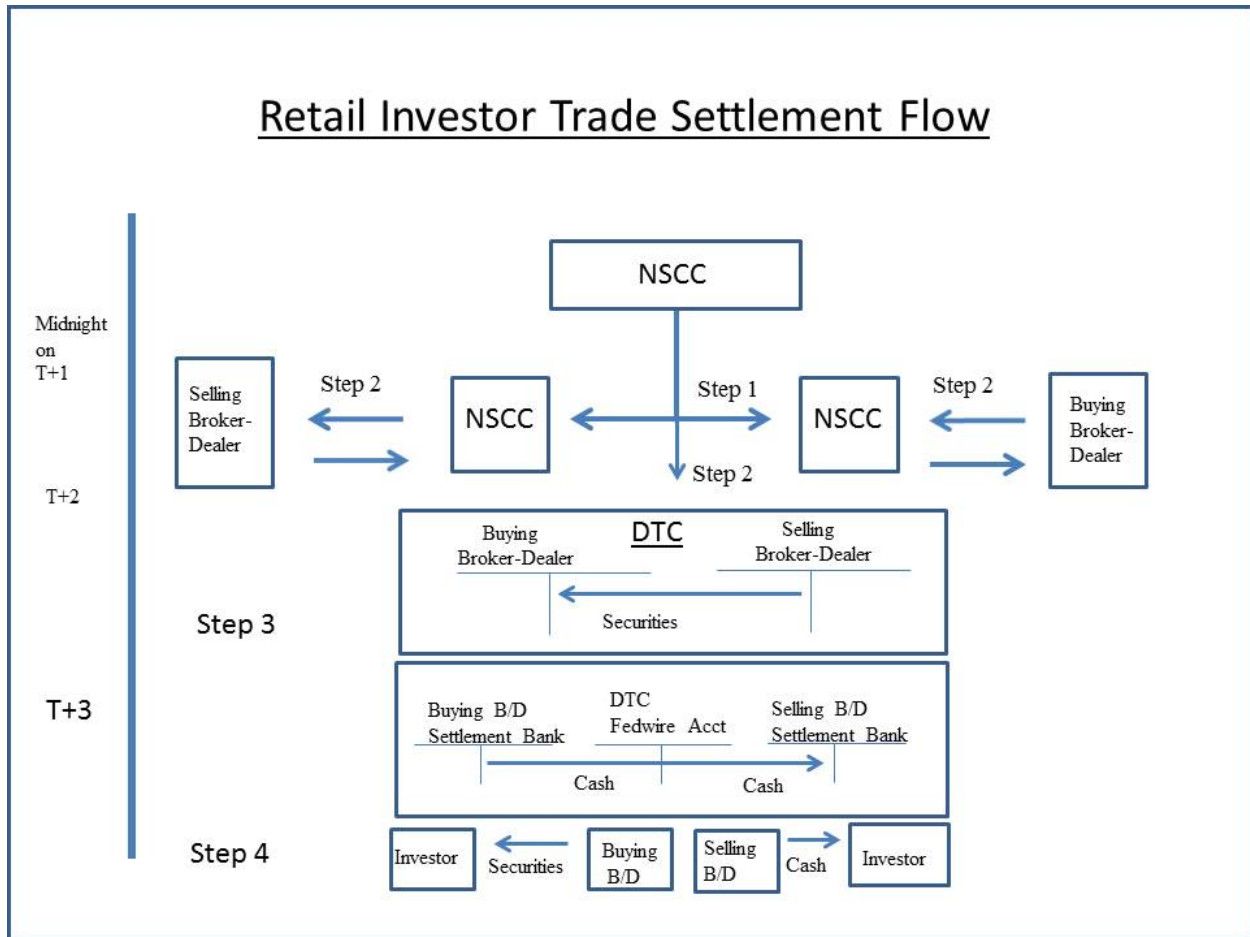 Retail Investor Trade Settlement Flow
NSCC
Midnight
on
T+1
Selling
Broker-
Dealer
Step 2
NSCC
Step 1
NSCC
Step 2
Buying
Broker-
Dealer
Step 2
T+2
DTC
Buying
Broker-Dealer
Selling
Broker-Dealer
Securities
Step 3
T+3
Buying B/D
Settlement Bank
DTC
Fedwire Acct
Selling B/D
Settlement Bank
Cash
Cash
Step 4
Investor
Securities
Buying
B/D
Selling
B/D
Cash
Investor